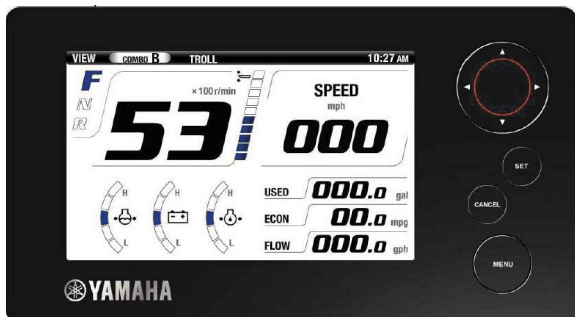 VIEW COMBO B TROLL 10:27 AM
F
N
R
×100 r/min
53
SPEED
mph
000
H H H
L L L
USED 000.0 gal
ECON 00.0 mpg
FLOW 000.0 gph
SET
CANCEL
MENU
YAMAHA